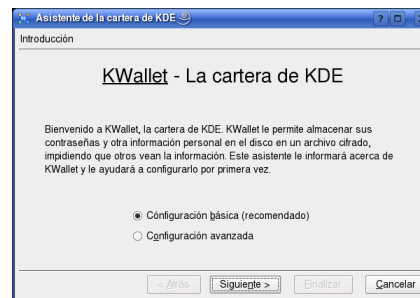 Asistente de la cartera de KDE
Introducción
KWallet - La cartera de KDE
Bienvenido a KWallet, la cartera de KDE. KWallet le permite almacenar sus
contraseñas y otra información personal en el disco en un archivo cifrado,
impidiendo que otros vean la información. Este asistente le informará acerca de
KWallet y le ayudará a configurarlo por primera vez.
Configuración básica (recomendado)
Configuración avanzada
< Atrás Siguiente > Finalizar Cancelar